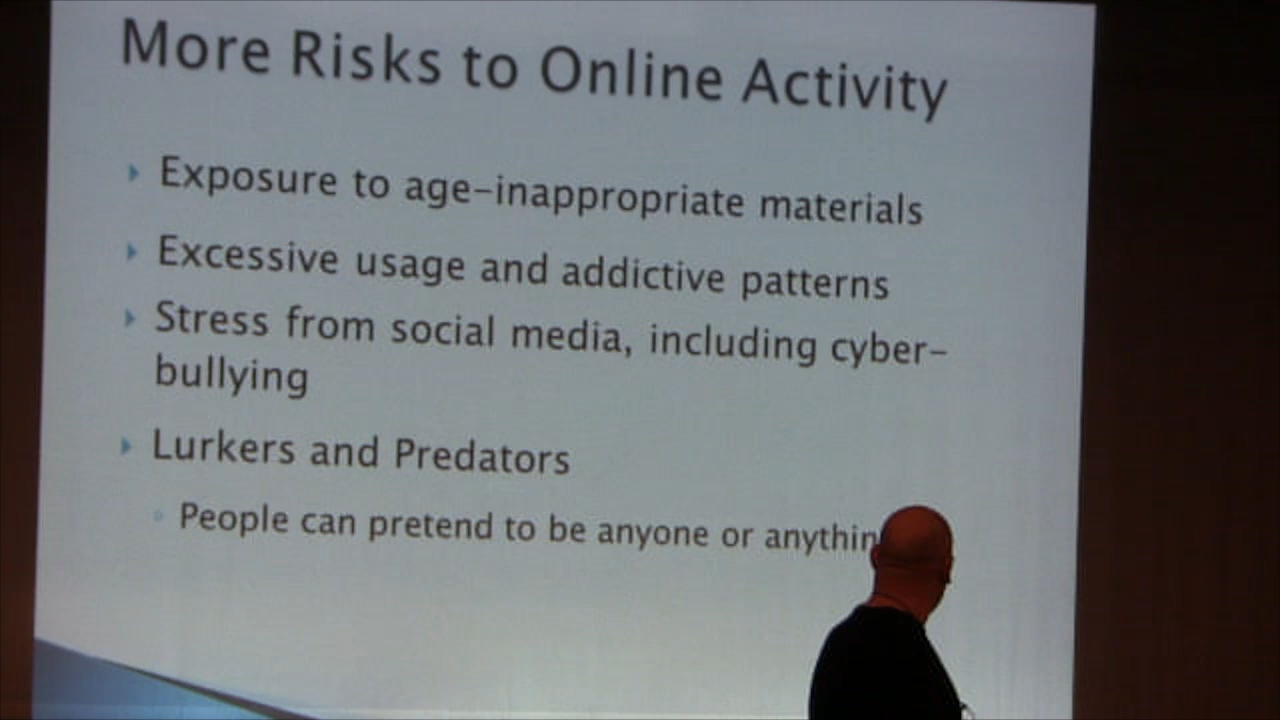 More Risks to Online Activity
Exposure to age-inappropriate materials
Excessive usage and addictive patterns
Stress from social media, including cyber-
bullying
Lurkers and Predators
People can pretend to be anyone or anythin